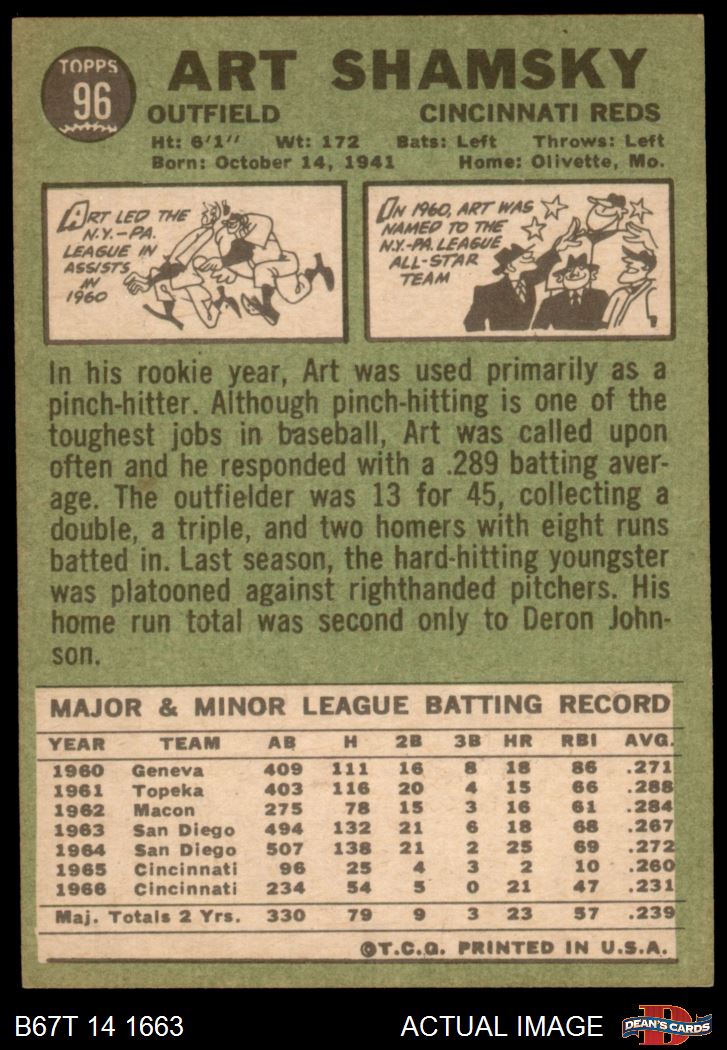 TOPPS
96
ART SHAMSKY
OUTFIELD CINCINNATI REDS
Ht: 6'1'' Wt: 172 Bats: Left Throws: Left
Born: October 14, 1941 Home: Olivette, Mo.
ART LED THE
N.Y.-PA.
LEAGUE IN
ASSISTS
IN
1960
IN 1960, ART WAS
NAMED TO THE
N.Y.-PA. LEAGUE
ALL-STAR
TEAM
In his rookie year, Art was used primarily as a
pinch-hitter. Although pinch-hitting is one of the
toughest jobs in baseball, Art was called upon
often and he responded with a .289 batting aver-
age. The outfielder was 13 for 45, collecting a
double, a triple, and two homers with eight runs
batted in. Last season, the hard-hitting youngster
was platooned against righthanded pitchers. His
home run total was second only to Deron John-
son.
MAJOR & MINOR LEAGUE BATTING RECORD
YEAR TEAM AB H 2B 3B HR RBI AVG.
1960 Geneva 409 111 16 8 18 86 .271
1961 Topeka 403 116 20 4 15 66 .288
1962 Macon 275 78 15 3 16 61 .284
1963 San Diego 494 132 21 6 18 68 .267
1964 San Diego 507 138 21 2 25 69 .272
1965 Cincinnati 96 25 4 3 2 10 .260
1966 Cincinnati 234 54 5 0 21 47 .231
Maj. Totals 2 Yrs. 330 79 9 3 23 57 .239
©T.C.G. PRINTED IN U.S.A.
B67T 14 1663 ACTUAL IMAGE
D
DEAN'S CARDS